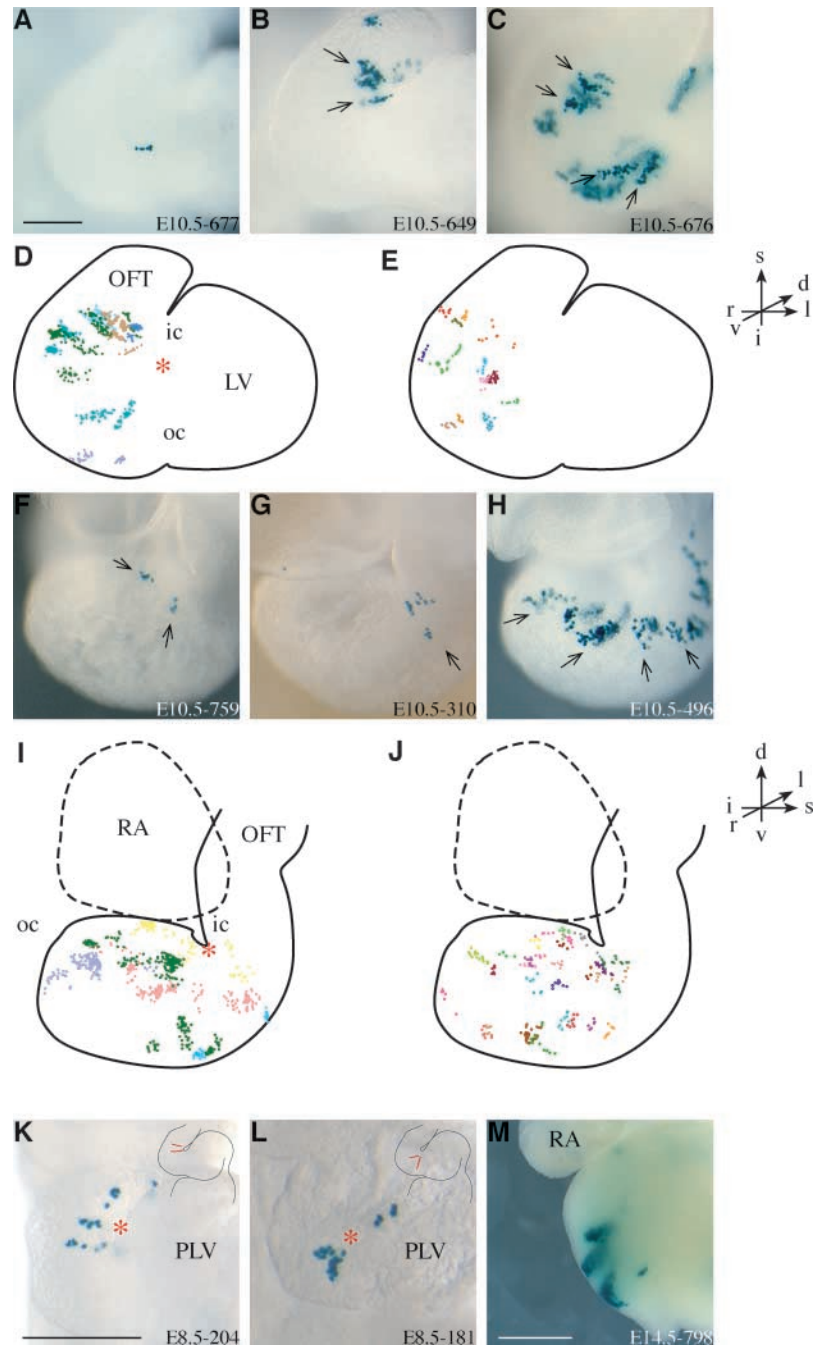 A
B
C
E10.5-677
E10.5-649
E10.5-676
D
OFT
ic
*
LV
oc
E
s
d
r
l
v
i
F
G
H
E10.5-759
E10.5-310
E10.5-496
I
RA
OFT
oc
ic
*
J
d
l
i
s
r
v
K
*
PLV
E8.5-204
L
*
PLV
E8.5-181
M
RA
E14.5-798